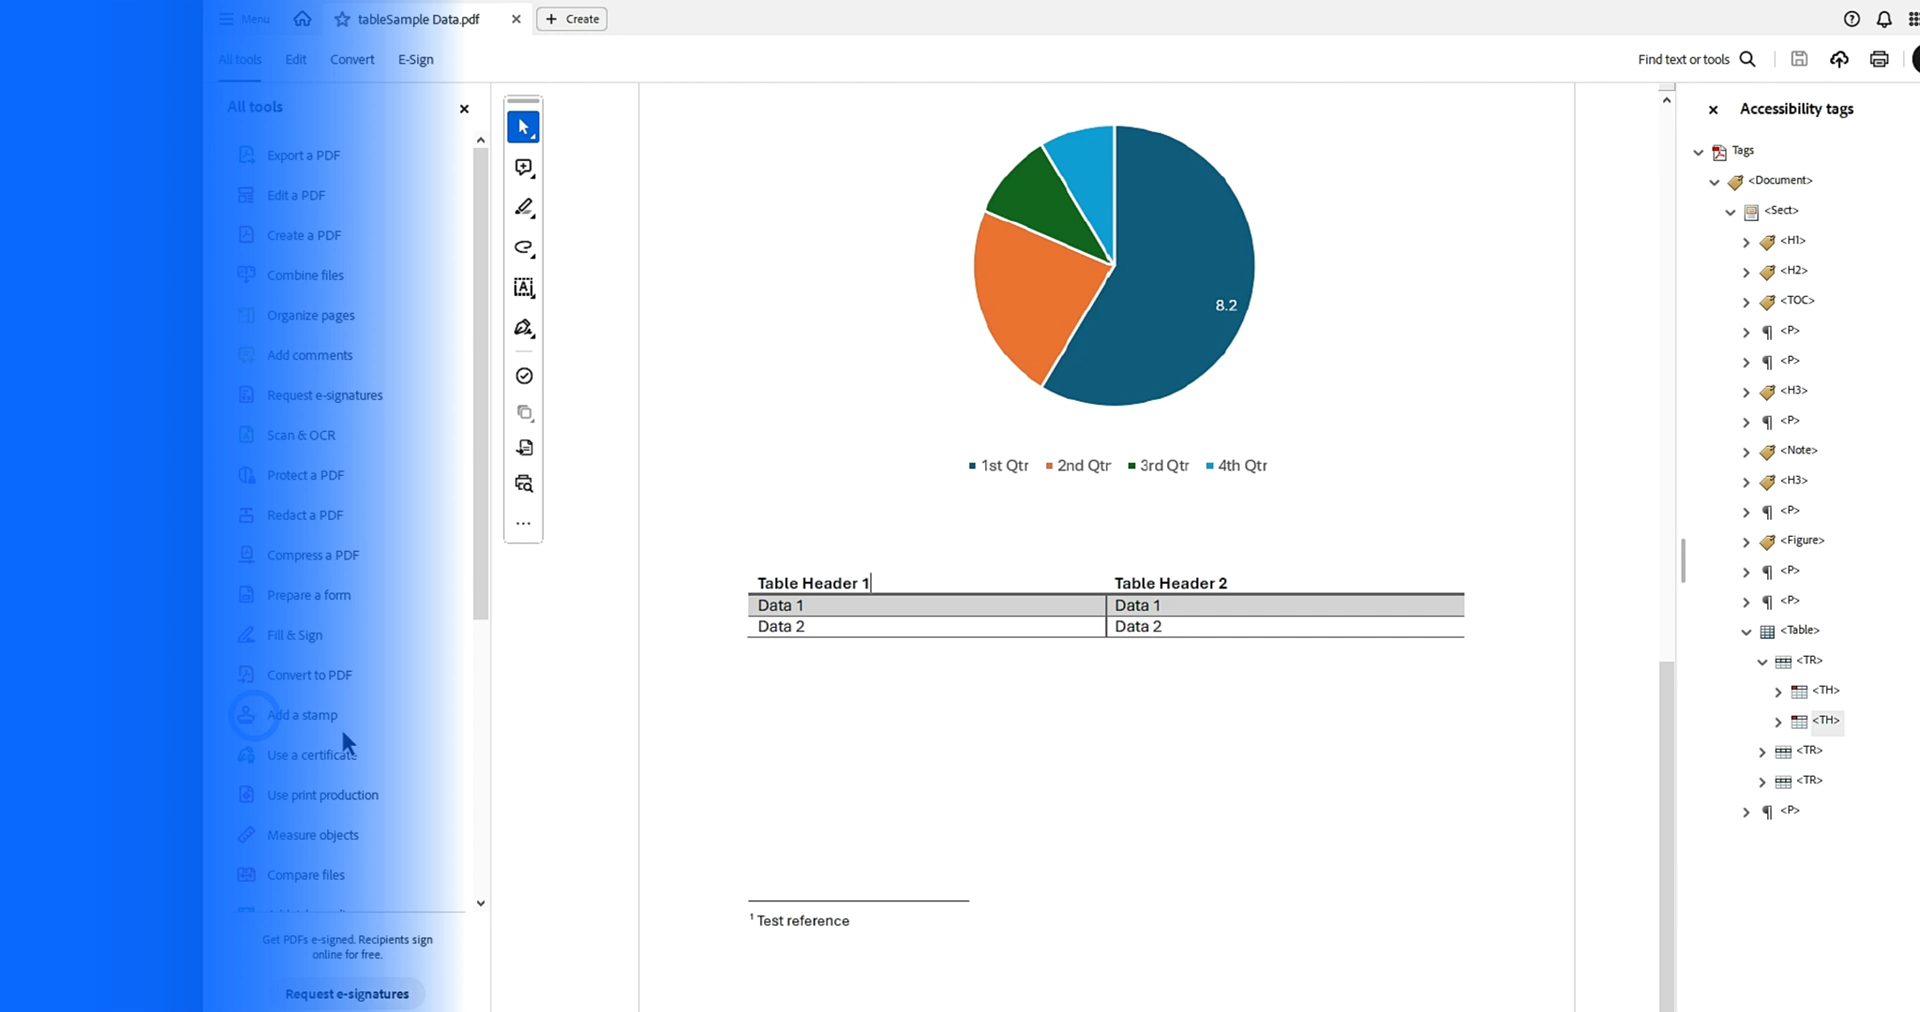 Menu
tableSample Data.pdf
Create
All tools
Edit
Convert
E-Sign
Find text or tools
All tools
Export a PDF
Edit a PDF
Create a PDF
Combine files
Organize pages
Add comments
Request e-signatures
Scan & OCR
Protect a PDF
Redact a PDF
Compress a PDF
Prepare a form
Fill & Sign
Convert to PDF
Add a stamp
Use a certificate
Use print production
Measure objects
Compare files
Get PDFs e-signed. Recipients sign
online for free.
Request e-signatures
8.2
1st Qtr 2nd Qtr 3rd Qtr 4th Qtr
Table Header 1 Table Header 2
Data 1 Data 1
Data 2 Data 2
1 Test reference
Accessibility tags
Tags
<Document>
<Sect>
<H1>
<H2>
<TOC>
<P>
<P>
<H3>
<P>
<Note>
<H3>
<P>
<Figure>
<P>
<P>
<Table>
<TR>
<TH>
<TH>
<TR>
<TR>
<P>